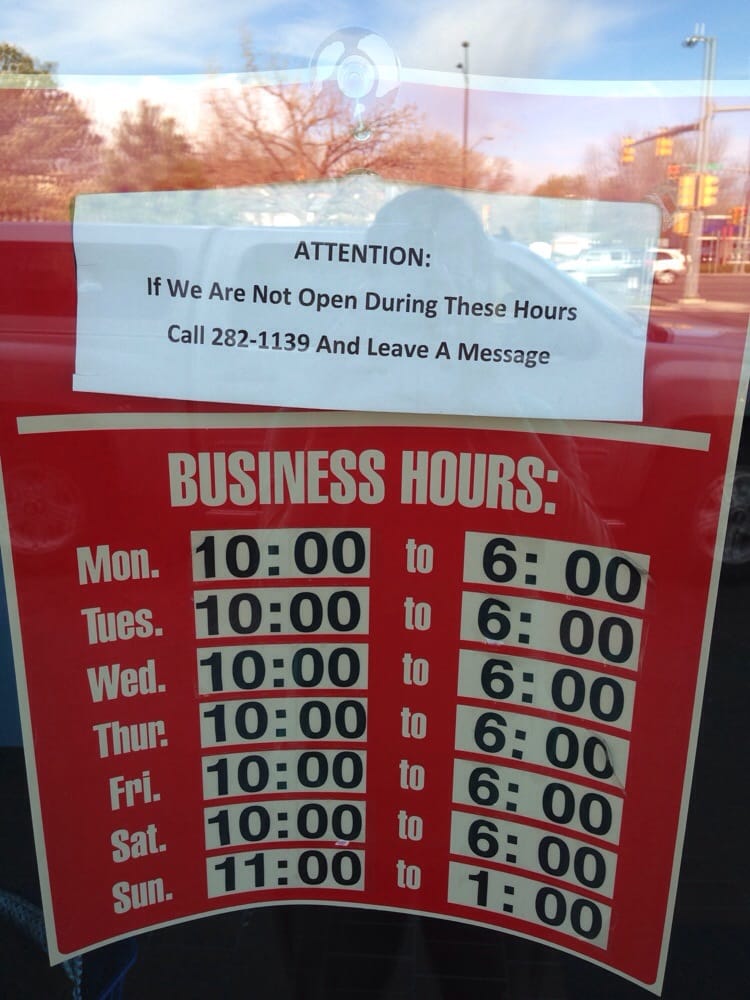 ATTENTION:
If We Are Not Open During These Hours
Call 282-1139 And Leave A Message
BUSINESS HOURS:
Mon. 10:00 to 6:00
Tues. 10:00 to 6:00
Wed. 10:00 to 6:00
Thur. 10:00 to 6:00
Fri. 10:00 to 6:00
Sat. 10:00 to 6:00
Sun. 11:00 to 1:00